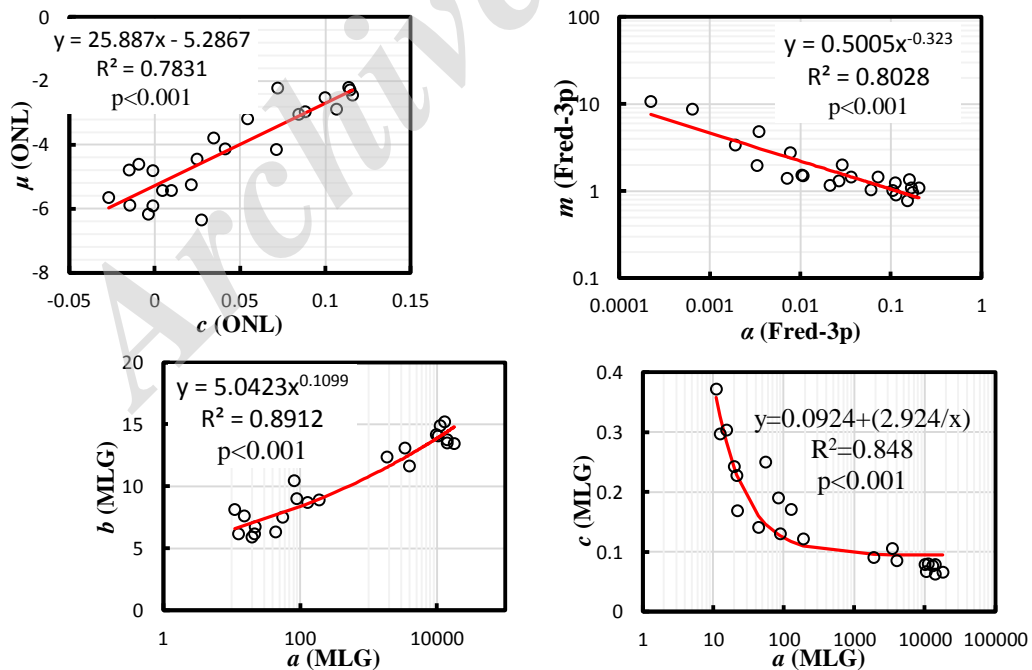 Archive
0
-2
-4
-6
-8
-0.05
0
0.05
0.1
0.15
y = 25.887x - 5.2867
R² = 0.7831
p<0.001
μ (ONL)
c (ONL)
100
10
1
0.1
0.0001
0.001
0.01
0.1
1
y = 0.5005x^-0.323
R² = 0.8028
p<0.001
m (Fred-3p)
α (Fred-3p)
20
15
10
5
0
1
100
10000
y = 5.0423x^0.1099
R² = 0.8912
p<0.001
b (MLG)
a (MLG)
0.4
0.3
0.2
0.1
0
1
10
100
1000
10000
100000
y=0.0924+(2.924/x)
R²=0.848
p<0.001
c (MLG)
a (MLG)